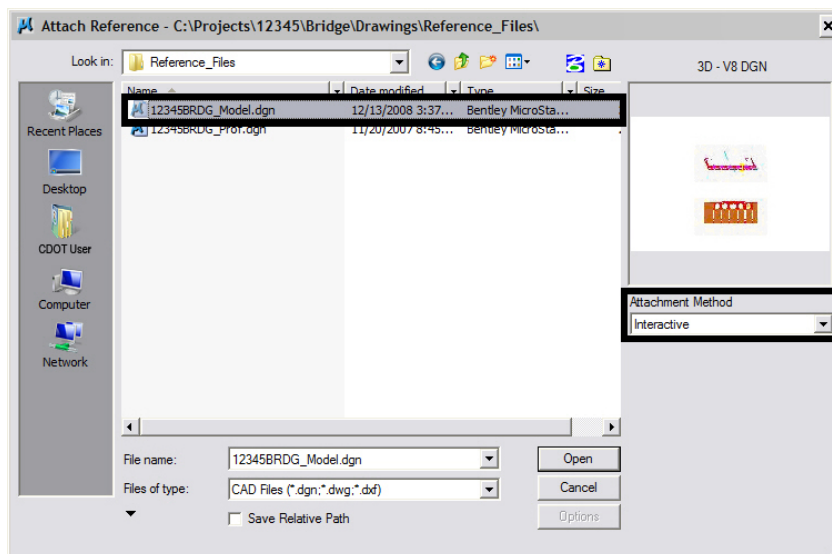 Attach Reference - C:\Projects\12345\Bridge\Drawings\Reference_Files\
Look in: Reference_Files
3D - V8 DGN
Name Date modified Type Size
12345BRDG_Model.dgn 12/13/2008 3:37... Bentley MicroSta...
12345BRDG_Prof.dgn 11/20/2007 8:45... Bentley MicroSta...
Recent Places
Desktop
CDOT User
Computer
Network
Attachment Method
Interactive
File name: 12345BRDG_Model.dgn Open
Files of type: CAD Files (*.dgn;*.dwg;*.dxf) Cancel
Save Relative Path Options